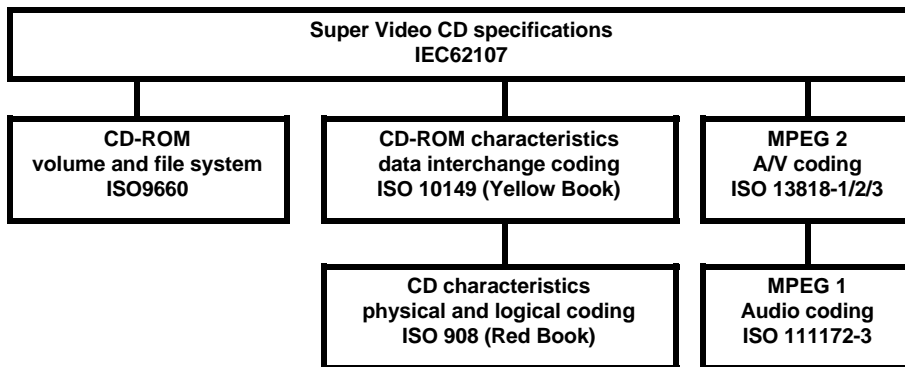 Super Video CD specifications
IEC62107
CD-ROM
volume and file system
ISO9660
CD-ROM characteristics
data interchange coding
ISO 10149 (Yellow Book)
MPEG 2
A/V coding
ISO 13818-1/2/3
CD characteristics
physical and logical coding
ISO 908 (Red Book)
MPEG 1
Audio coding
ISO 111172-3